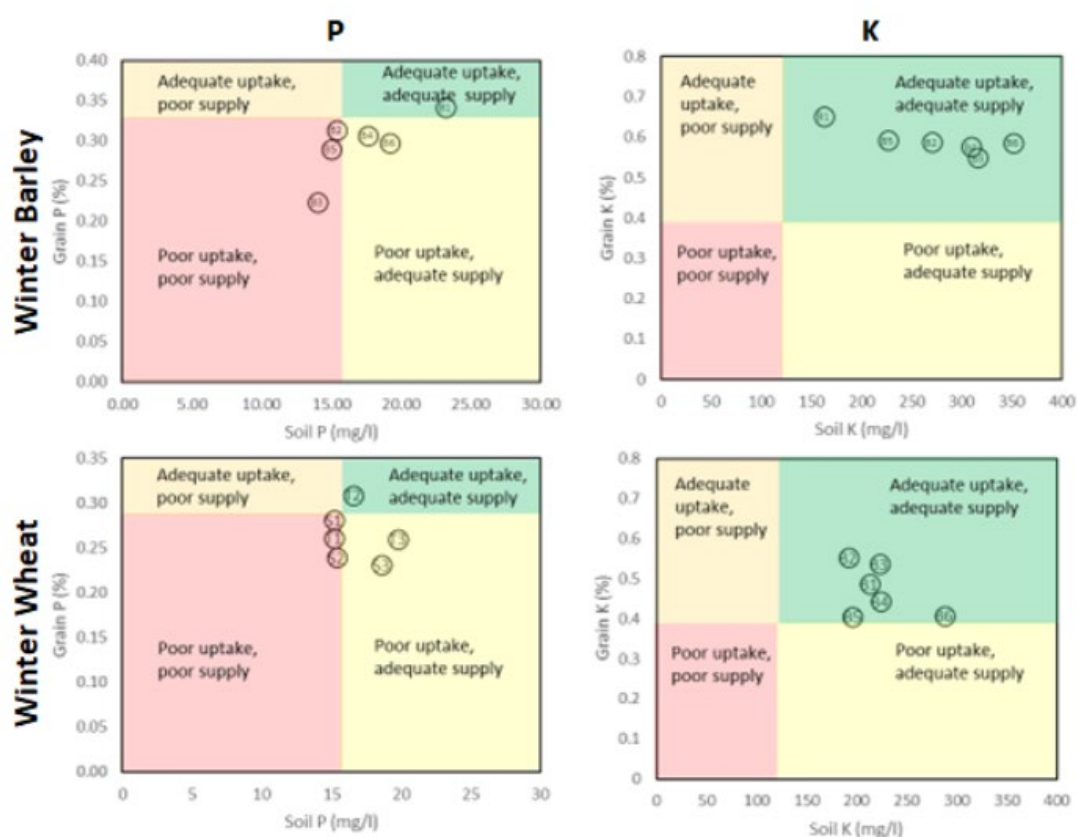 P
K
Winter Barley
Grain P (%)
0.40
0.35
0.30
0.25
0.20
0.15
0.10
0.05
0.00
Adequate uptake,
poor supply
Adequate uptake,
adequate supply
Poor uptake,
poor supply
Poor uptake,
adequate supply
0.00 5.00 10.00 15.00 20.00 25.00 30.00
Soil P (mg/l)
Grain K (%)
0.8
0.7
0.6
0.5
0.4
0.3
0.2
0.1
0
Adequate
uptake,
poor supply
Adequate uptake,
adequate supply
Poor uptake,
poor supply
Poor uptake,
adequate supply
0 50 100 150 200 250 300 350 400
Soil K (mg/l)
Winter Wheat
Grain P (%)
0.35
0.30
0.25
0.20
0.15
0.10
0.05
0.00
Adequate uptake,
poor supply
Adequate uptake,
adequate supply
Poor uptake,
poor supply
Poor uptake,
adequate supply
0 5 10 15 20 25 30
Soil P (mg/l)
Grain K (%)
0.8
0.7
0.6
0.5
0.4
0.3
0.2
0.1
0
Adequate
uptake,
poor supply
Adequate uptake,
adequate supply
Poor uptake,
poor supply
Poor uptake,
adequate supply
0 50 100 150 200 250 300 350 400
Soil K (mg/l)